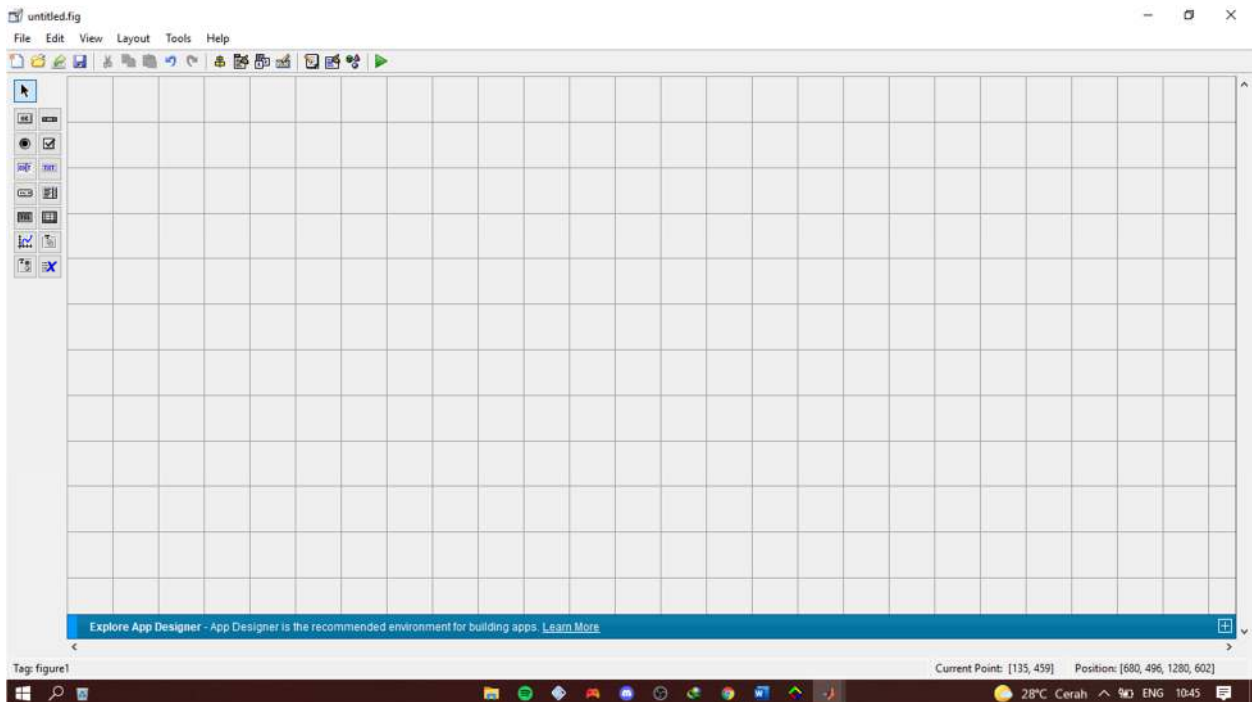 untitled.fig
File Edit View Layout Tools Help
Explore App Designer - App Designer is the recommended environment for building apps. Learn More
Tag: figure1 Current Point: [135, 459] Position: [680, 496, 1280, 602]
28°C Cerah ENG 10:45